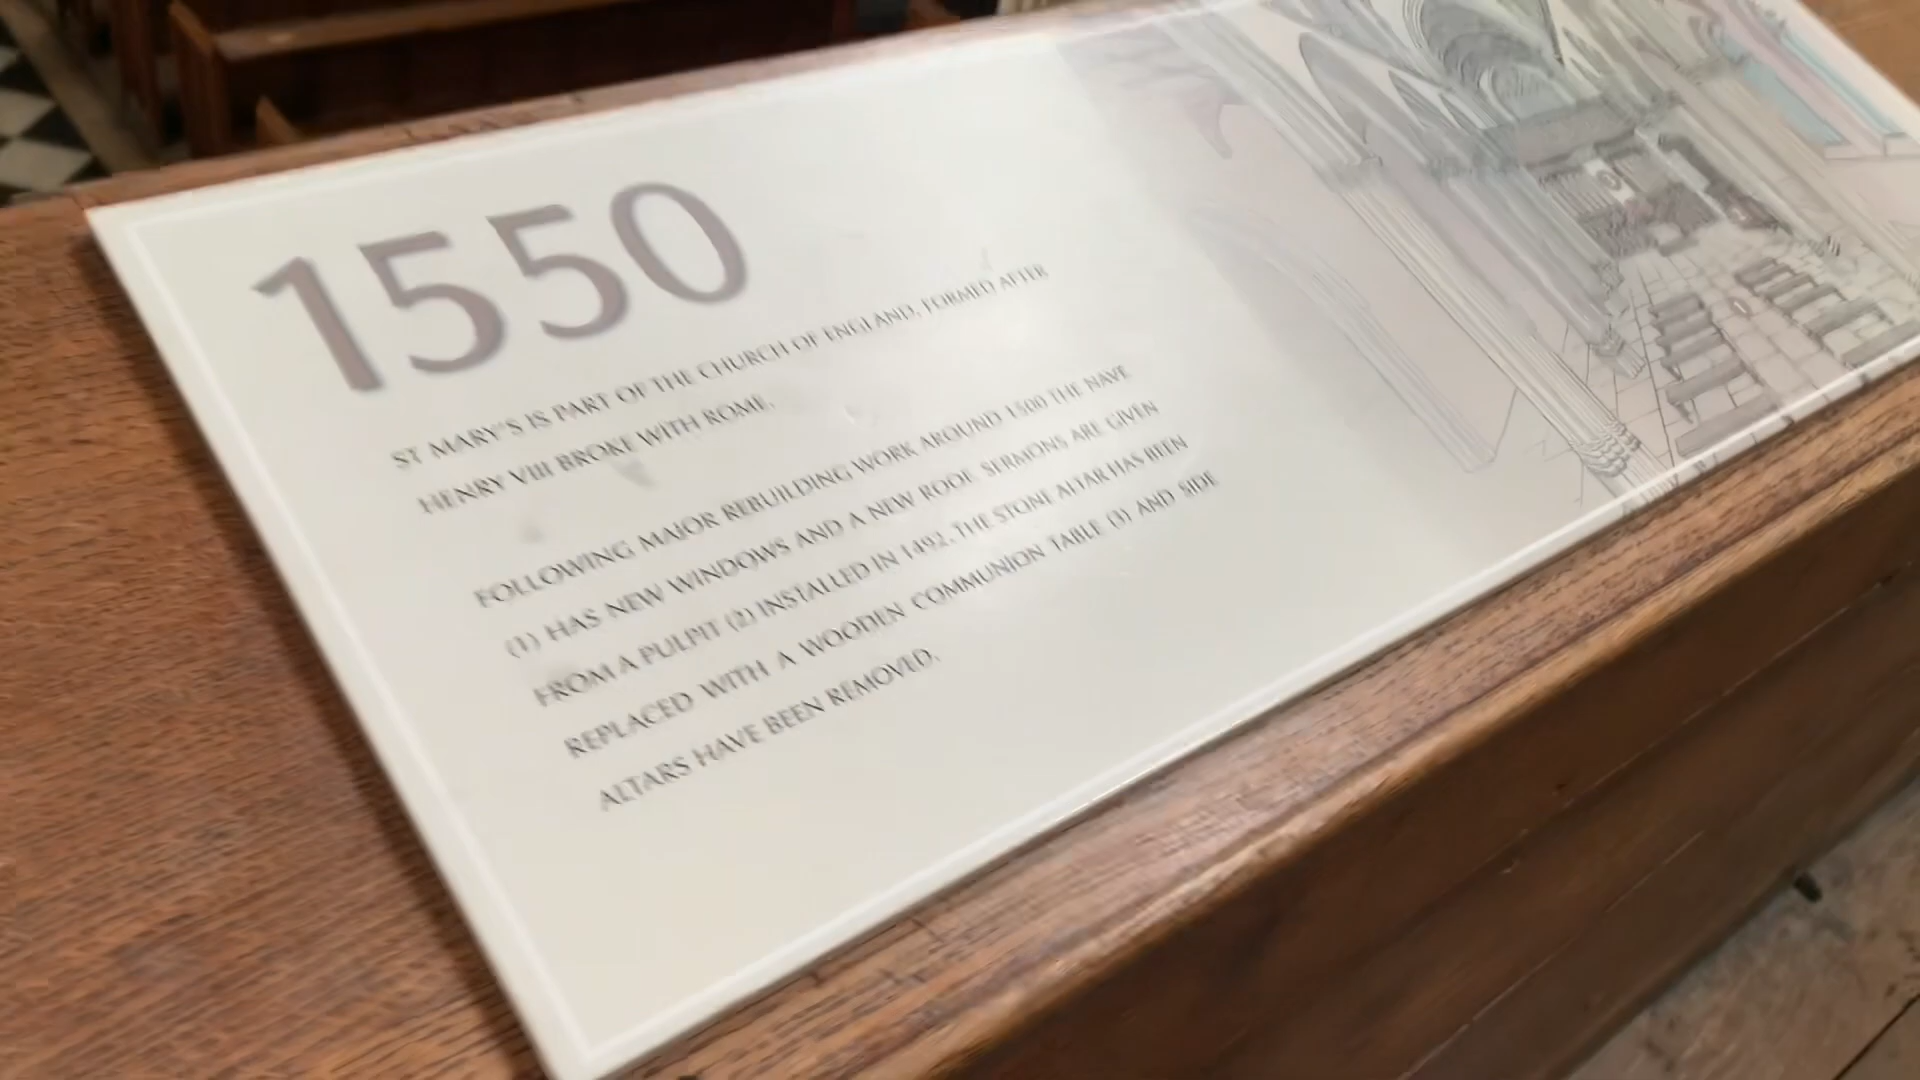 1550
ST MARY'S IS PART OF THE CHURCH OF ENGLAND, FORMED AFTER
HENRY VIII BROKE WITH ROME.
FOLLOWING MAJOR REBUILDING WORK AROUND 1500 THE NAVE
(1) HAS NEW WINDOWS AND A NEW ROOF. SERMONS ARE GIVEN
FROM A PULPIT (2) INSTALLED IN 1492. THE STONE ALTAR HAS BEEN
REPLACED WITH A WOODEN COMMUNION TABLE (3) AND SIDE
ALTARS HAVE BEEN REMOVED.